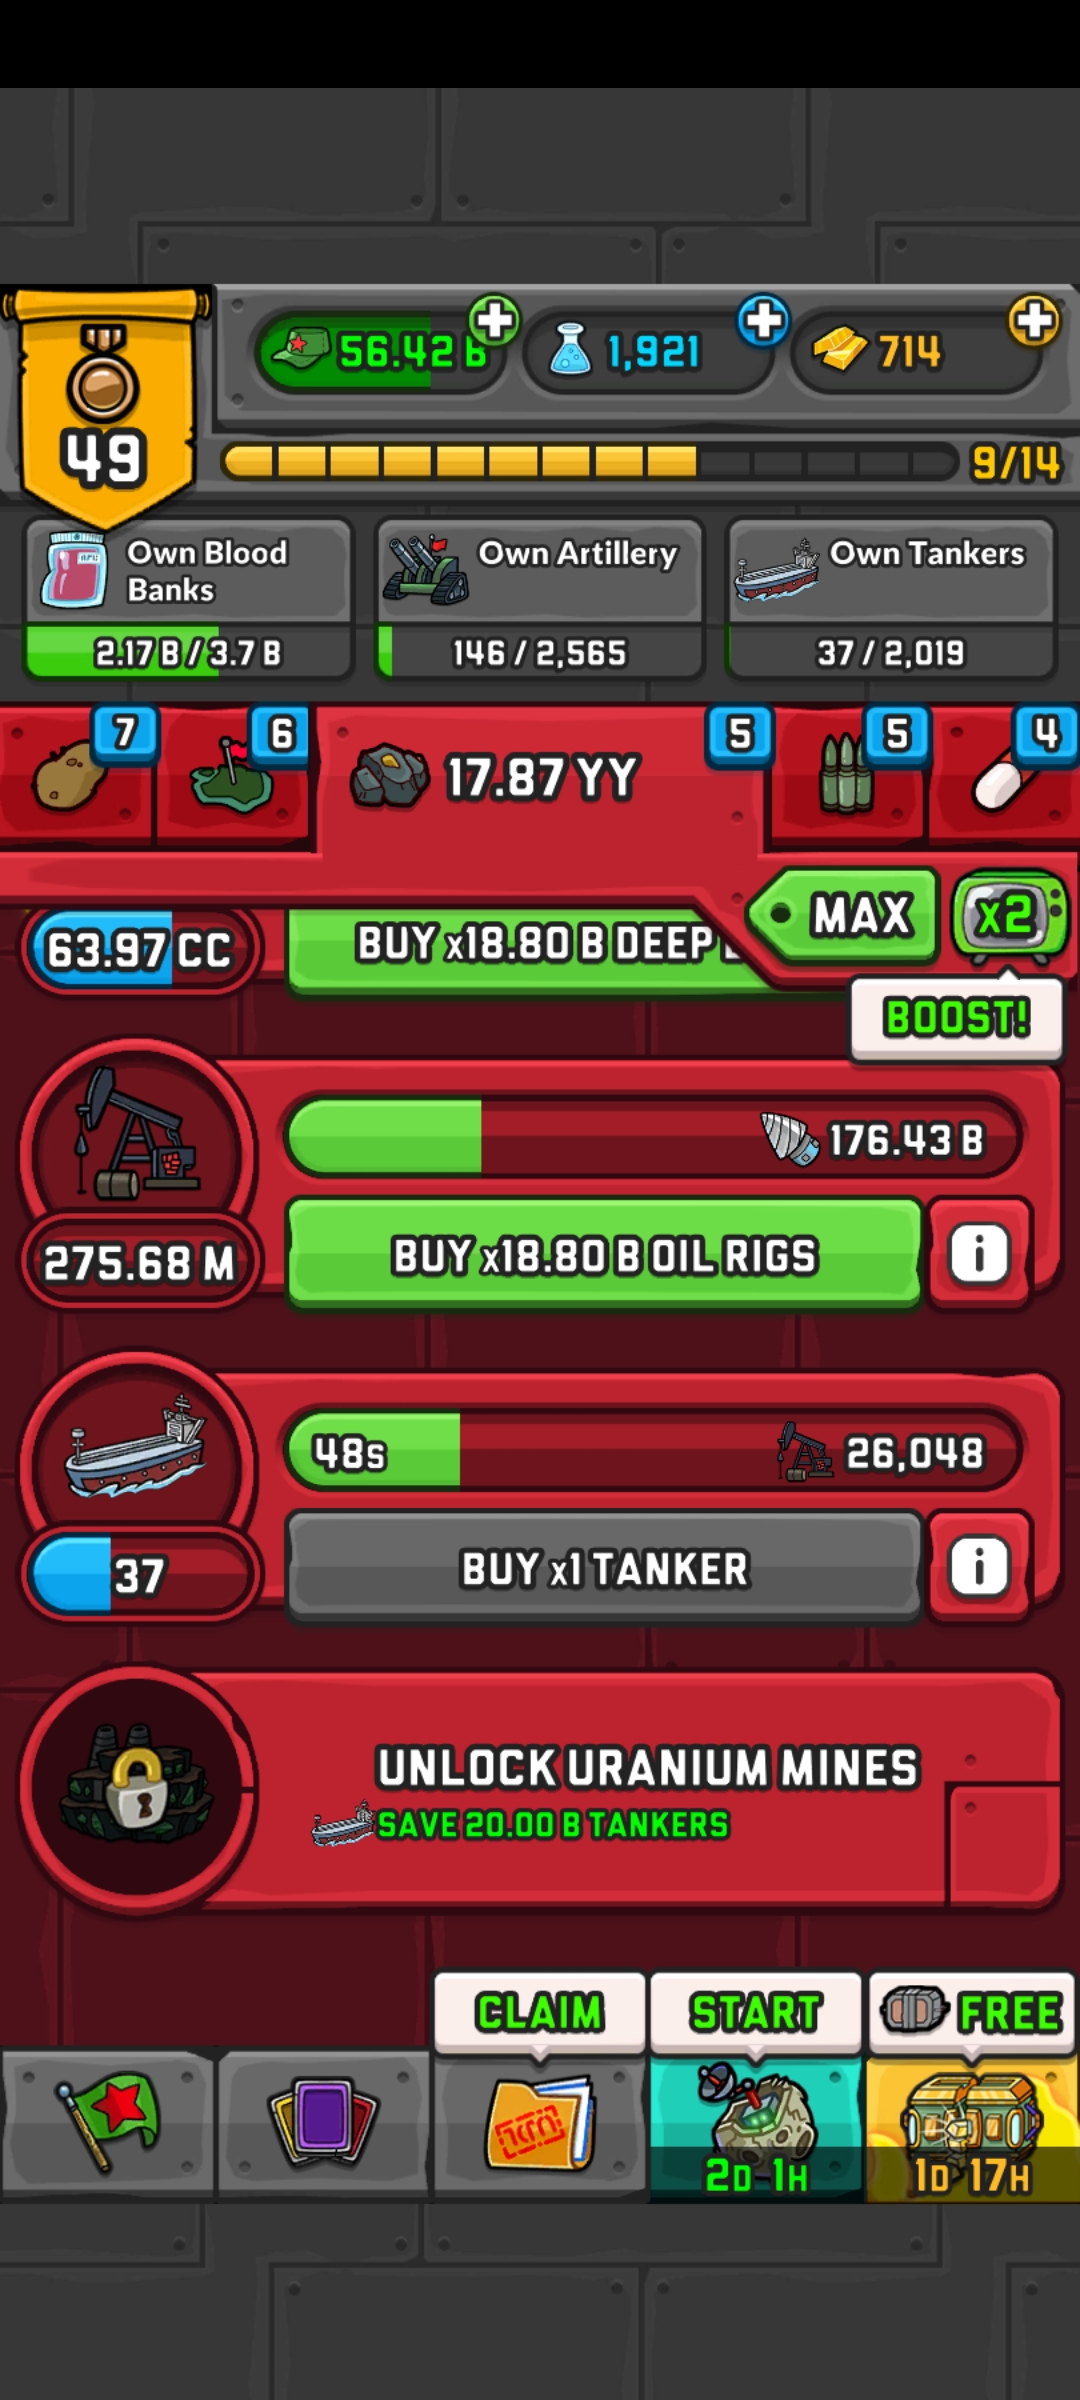 56.42 B
1,921
714
49
9/14
Own Blood
Banks
Own Artillery
Own Tankers
2.17 B / 3.7 B
146 / 2,565
37 / 2,019
7
6
17.87 YY
5
5
4
63.97 CC
BUY x18.80 B DEEP
MAX
x2
BOOST!
176.43 B
275.68 M
BUY x18.80 B OIL RIGS
i
48s
26,048
37
BUY x1 TANKER
i
UNLOCK URANIUM MINES
SAVE 20.00 B TANKERS
CLAIM
START
FREE
2D 1H
1D 17H